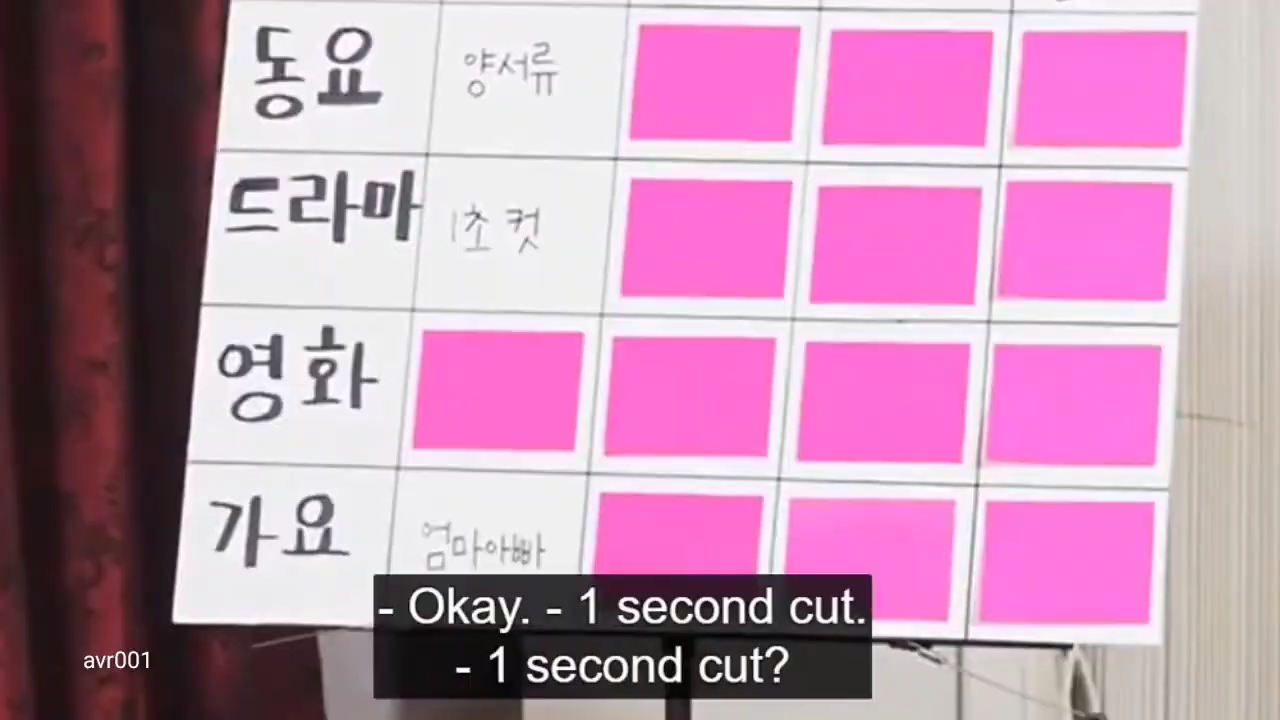 동요 양서류
드라마 1초 컷
영화
가요 엄마아빠
- Okay. - 1 second cut.
- 1 second cut?
avr001